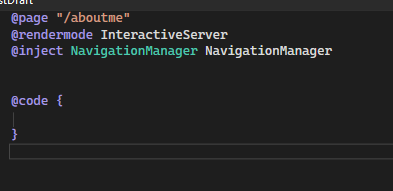 @page "/aboutme"
@rendermode InteractiveServer
@inject NavigationManager NavigationManager
@code {
}